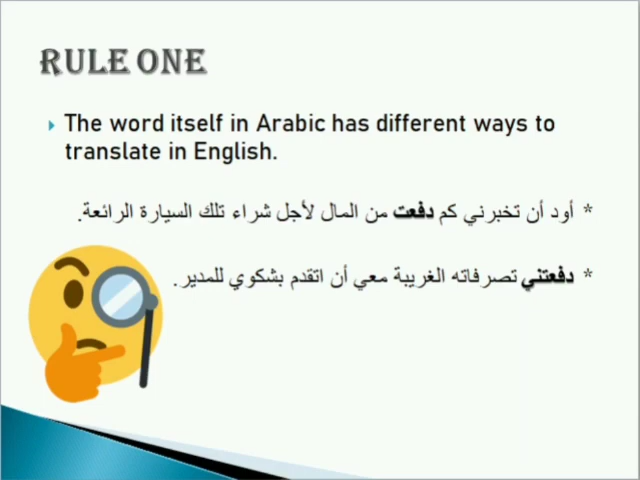 RULE ONE
The word itself in Arabic has different ways to
translate in English.
* أود أن تخبرني كم دفعت من المال لأجل شراء تلك السيارة الرائعة.
* دفعتني تصرفاته الغريبة معي أن اتقدم بشكوي للمدير.